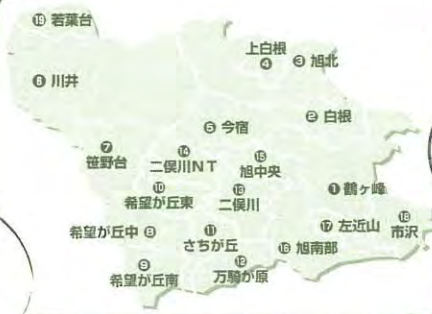 ⑲ 若葉台
上白根
④
③ 旭北
⑥ 川井
② 白根
⑤ 今宿
⑦
笹野台
⑭
二俣川NT
⑮
旭中央
⑩
希望が丘東
⑬
二俣川
① 鶴ヶ峰
⑱
市沢
⑰ 左近山
希望が丘中 ⑧
⑪
さちが丘
⑯ 旭南部
⑨
希望が丘南
⑫
万騎が原